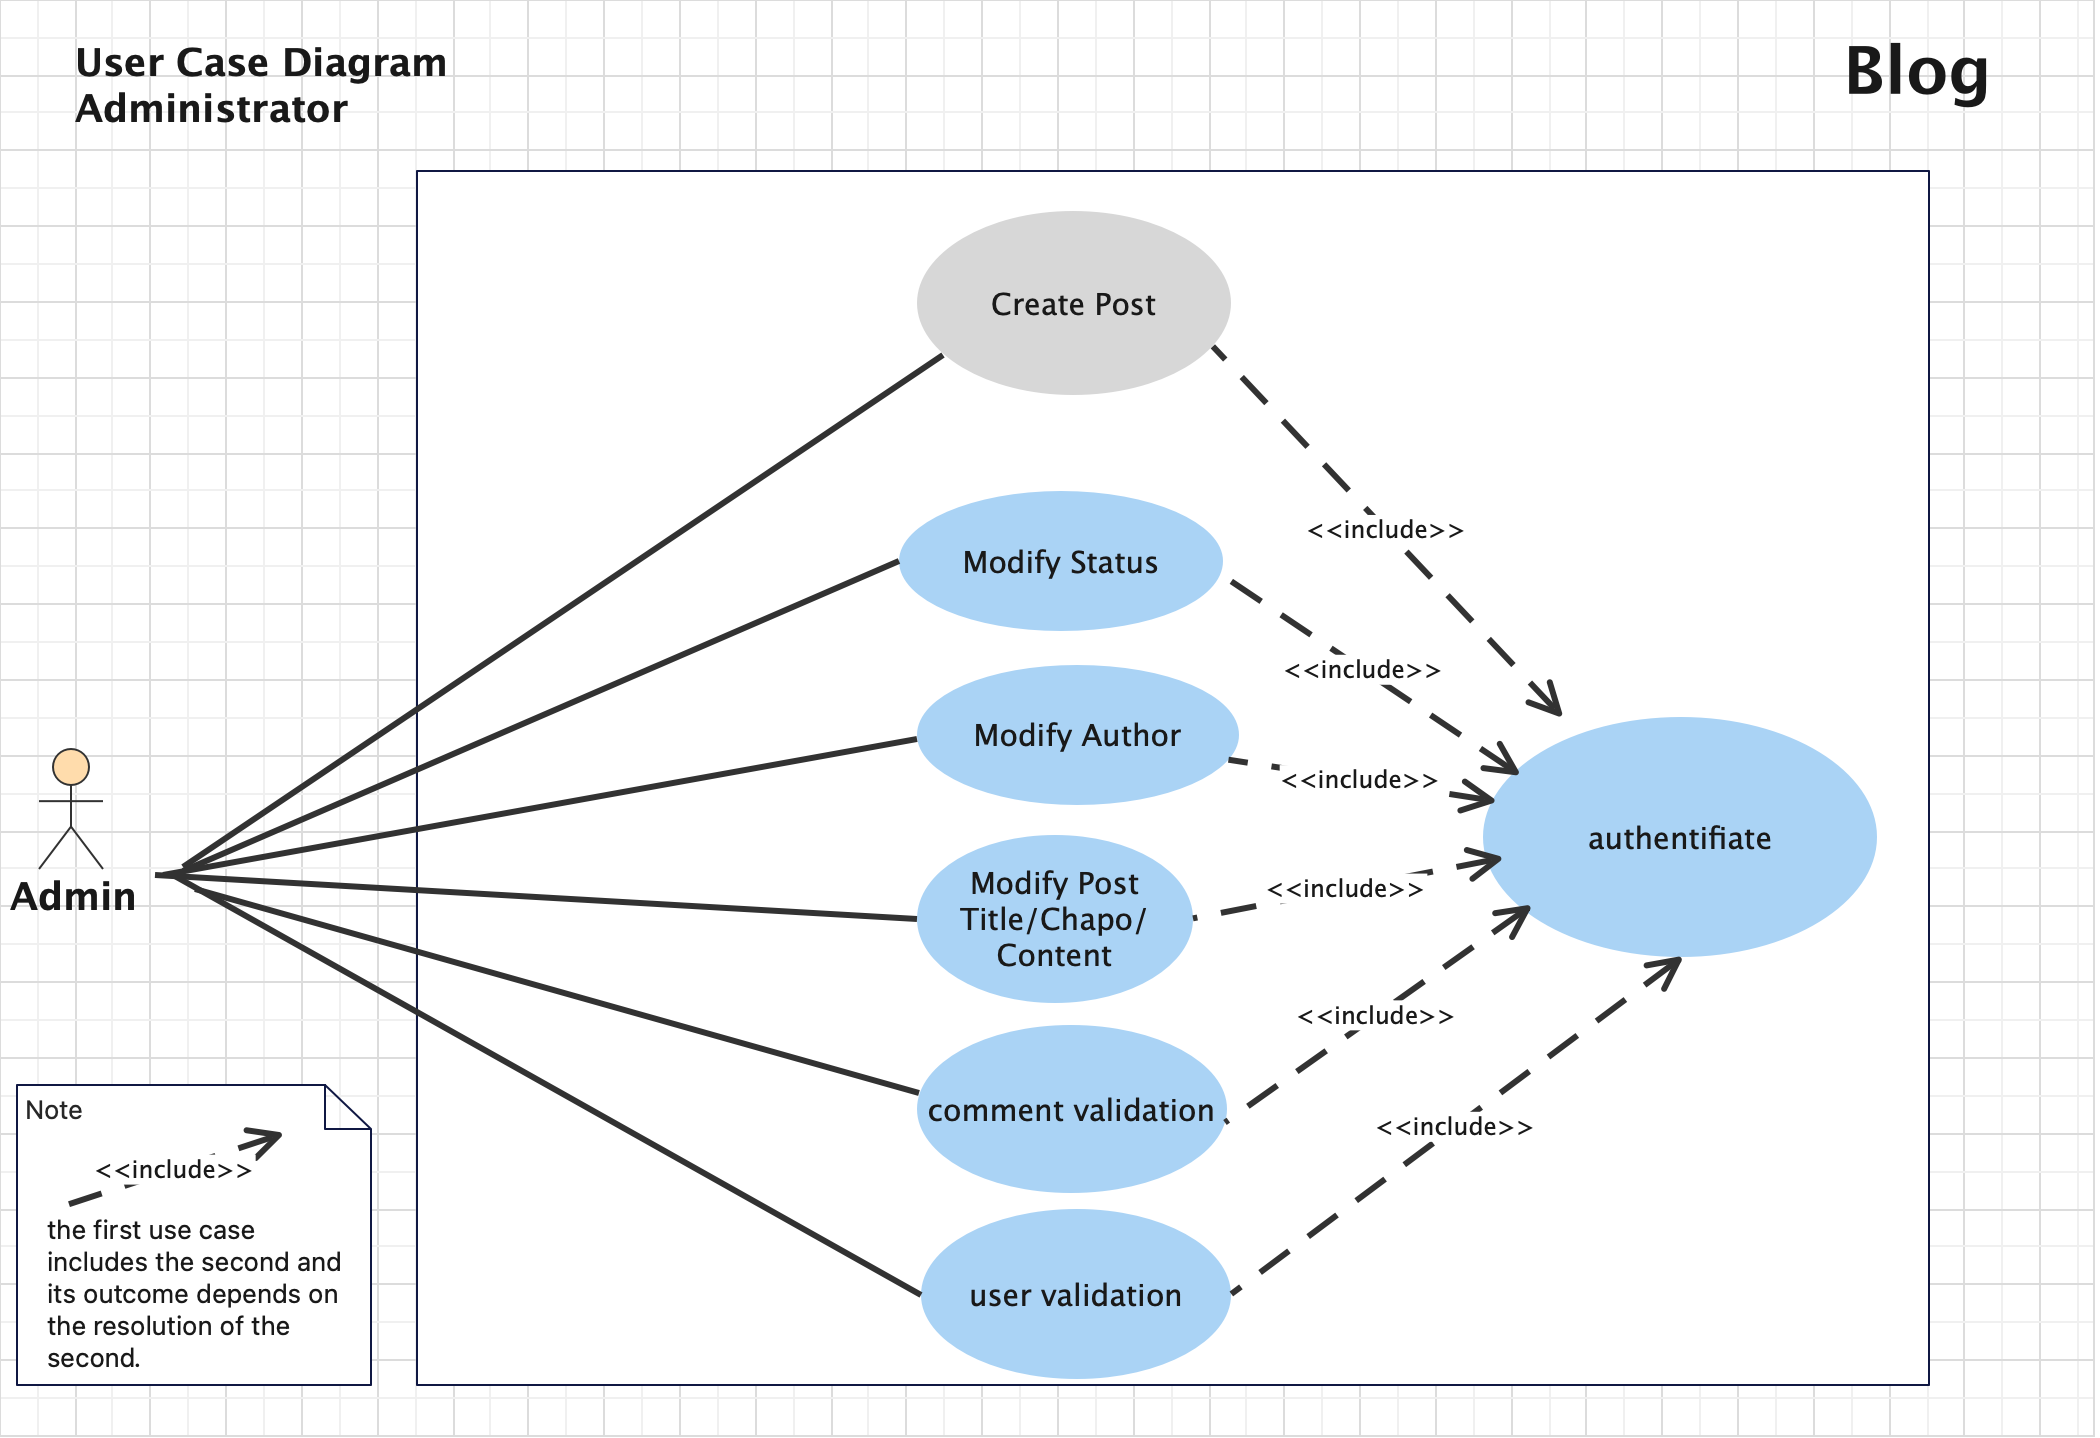 User Case Diagram
Administrator
Blog
Create Post
<<include>>
Modify Status
<<include>>
Modify Author
<<include>>
authentifiate
Modify Post
Title/Chapo/
Content
<<include>>
Admin
<<include>>
comment validation
<<include>>
user validation
Note
<<include>>
the first use case
includes the second and
its outcome depends on
the resolution of the
second.